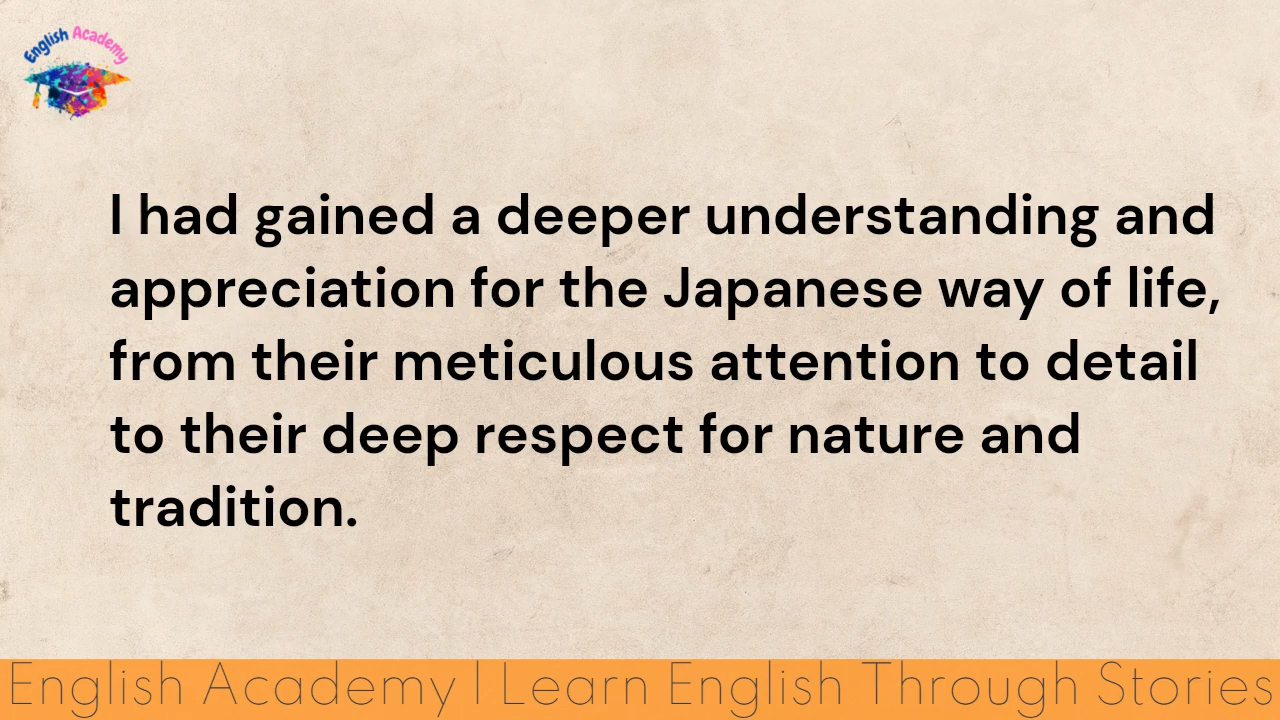 English Academy
I had gained a deeper understanding and
appreciation for the Japanese way of life,
from their meticulous attention to detail
to their deep respect for nature and
tradition.
English Academy | Learn English Through Stories